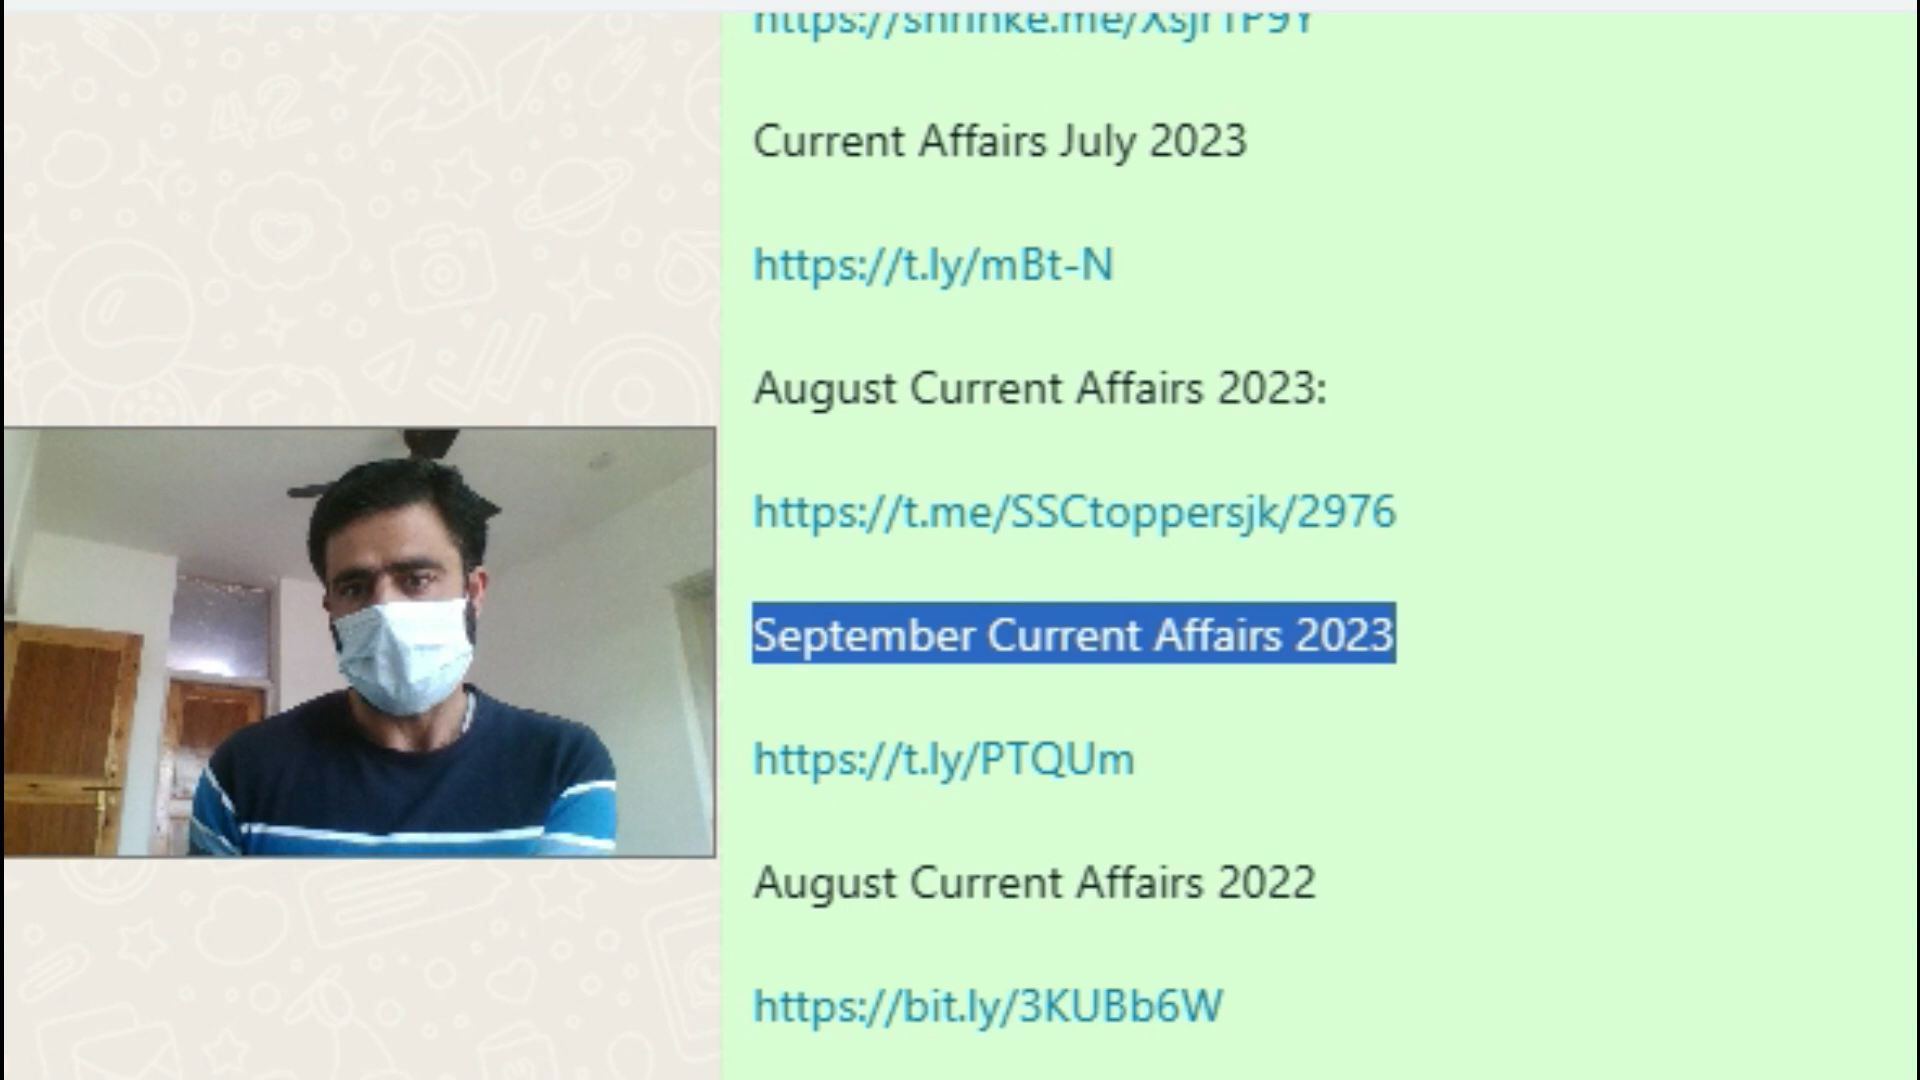 Current Affairs July 2023
https://t.ly/mBt-N
August Current Affairs 2023:
https://t.me/SSCtoppersjk/2976
September Current Affairs 2023
https://t.ly/PTQUm
August Current Affairs 2022
https://bit.ly/3KUBb6W